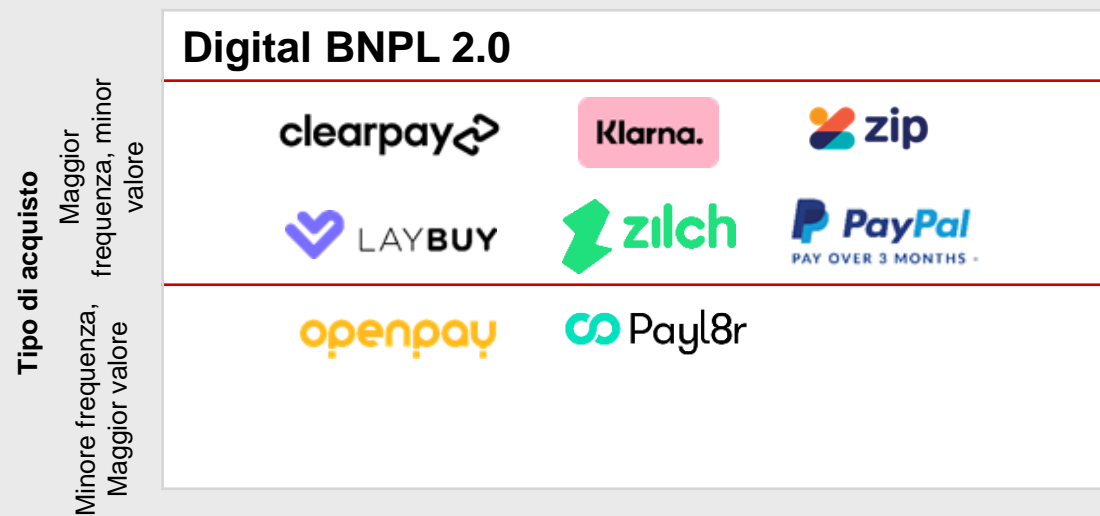 Digital BNPL 2.0
Tipo di acquisto
Maggior
frequenza, minor
valore
clearpay
Klarna.
zip
LAYBUY
zilch
PayPal
PAY OVER 3 MONTHS
Minore frequenza,
Maggior valore
openpay
Payl8r